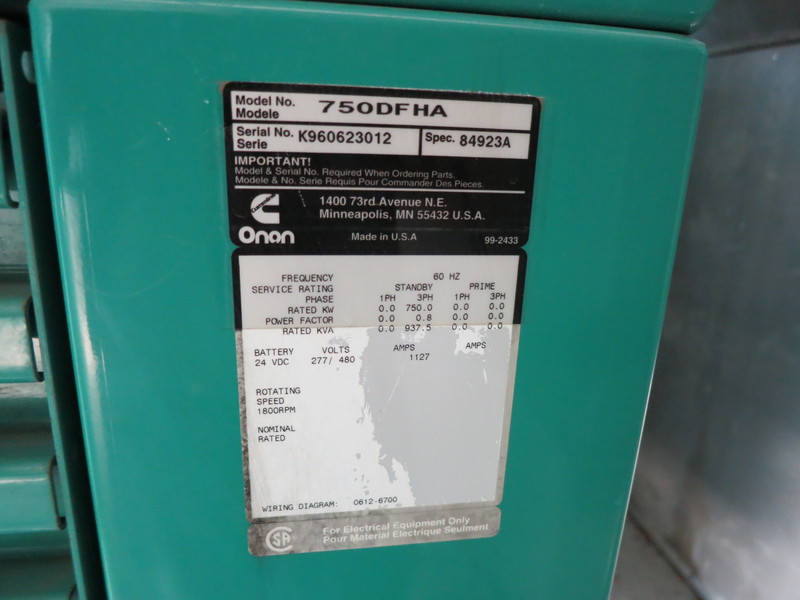 Model No. 750DFHA
Modele
Serial No. K960623012 Spec. 84923A
Serie
IMPORTANT!
Model & Serial No. Required When Ordering Parts.
Modele & No. Serie Requis Pour Commander Des Pieces.
Cummins 1400 73rd Avenue N.E.
Minneapolis, MN 55432 U.S.A.
Onan Made in U.S.A 99-2433
FREQUENCY 60 HZ
SERVICE RATING STANDBY PRIME
PHASE 1PH 3PH 1PH 3PH
RATED KW 0.0 750.0 0.0 0.0
POWER FACTOR 0.0 0.8 0.0 0.0
RATED KVA 0.0 937.5 0.0 0.0
BATTERY VOLTS AMPS AMPS
24 VDC 277/ 480 1127
ROTATING
SPEED
1800RPM
NOMINAL
RATED
WIRING DIAGRAM: 0612-6700
SA For Electrical Equipment Only
Pour Material Electrique Seulment